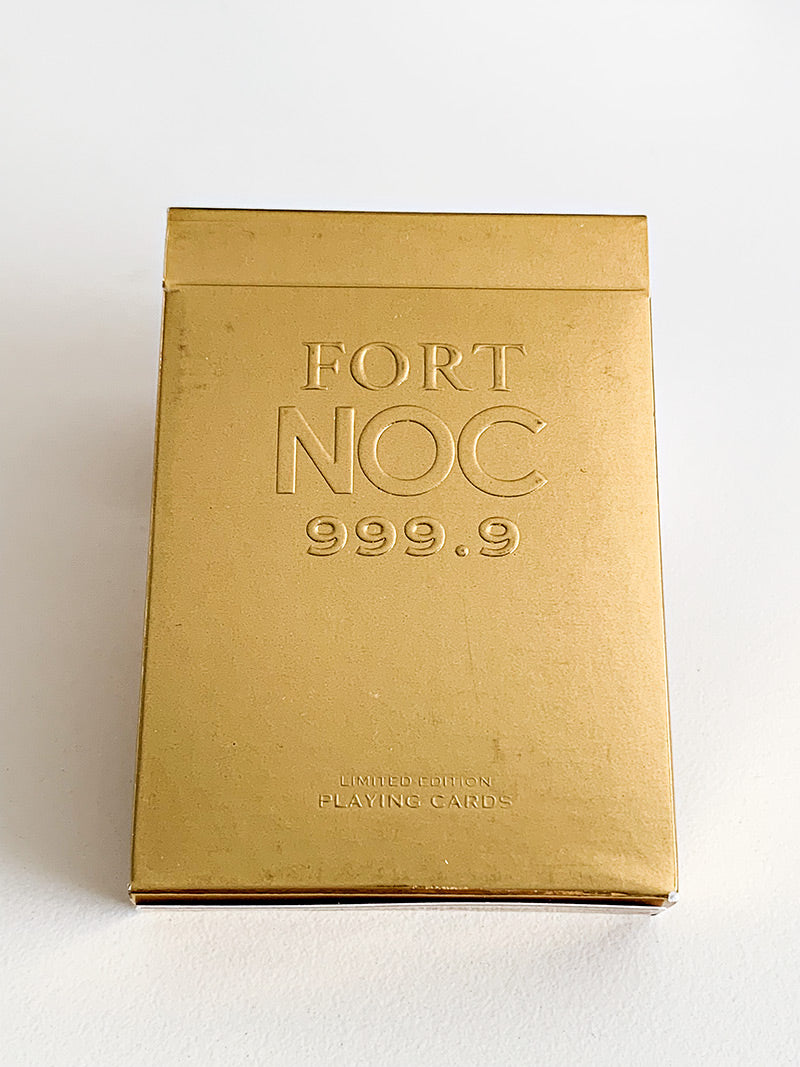 FORT
NOC
999.9
LIMITED EDITION
PLAYING CARDS